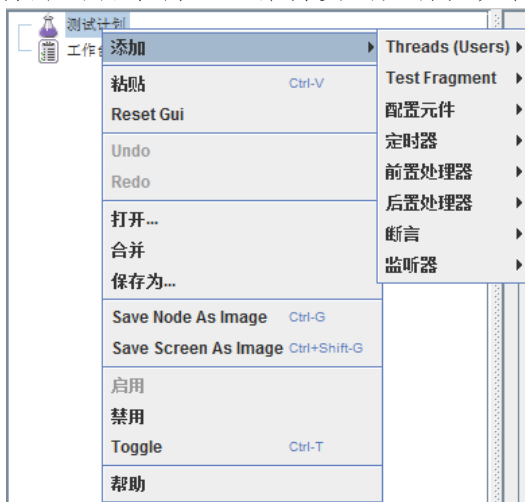 测试计划
工作
添加
Threads (Users)
粘贴 Ctrl-V
Test Fragment
Reset Gui
配置元件
Undo
定时器
Redo
前置处理器
打开...
后置处理器
合并
断言
保存为...
监听器
Save Node As Image Ctrl-G
Save Screen As Image Ctrl+Shift-G
启用
禁用
Toggle Ctrl-T
帮助